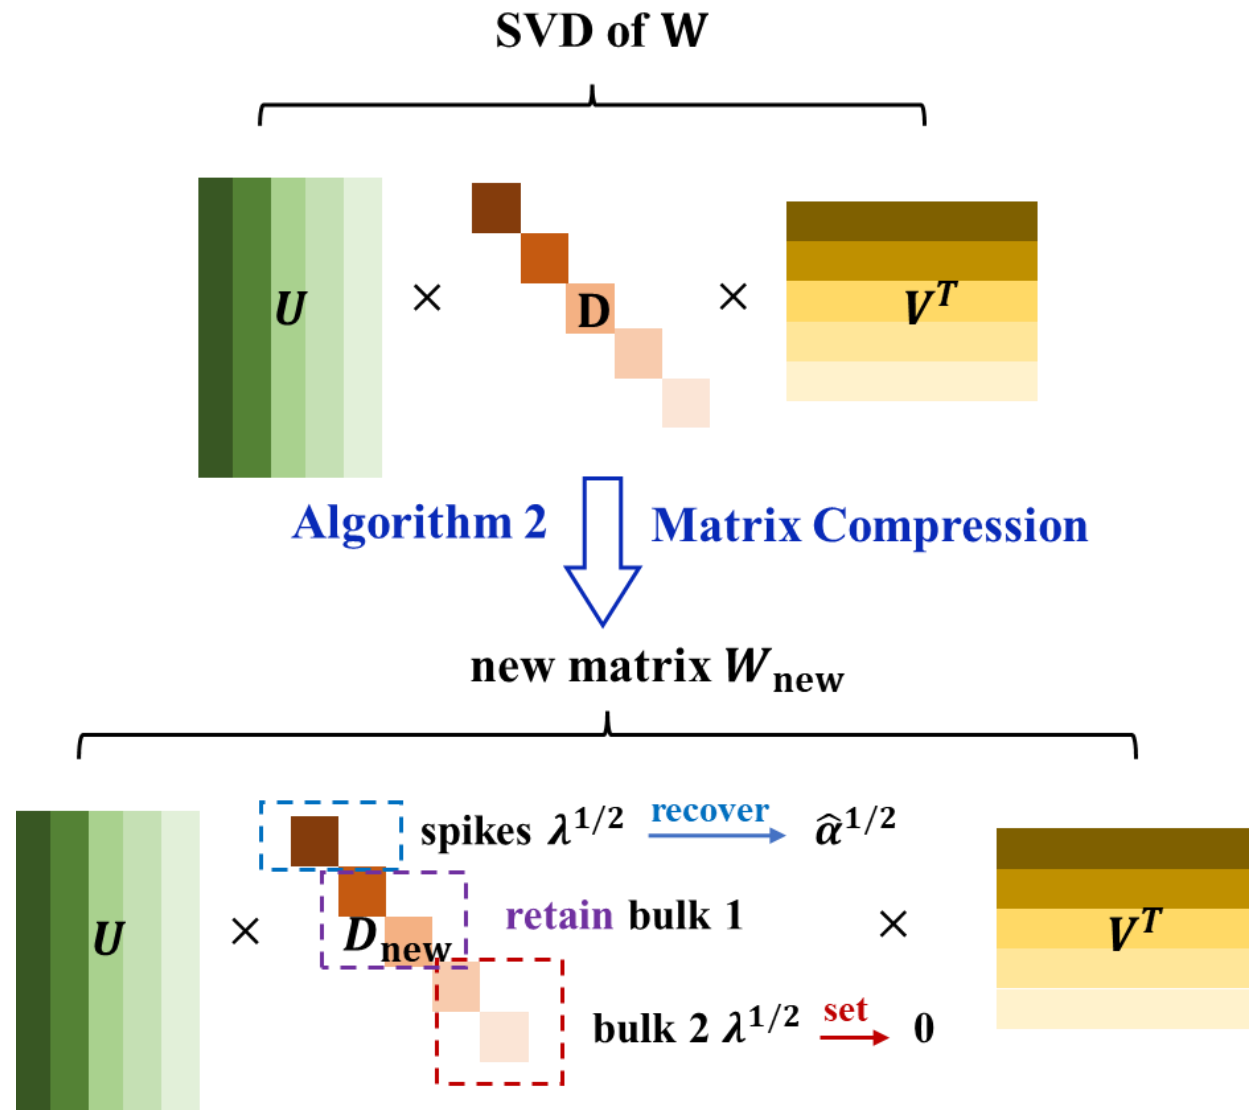 SVD of W
U × D × V^T
Algorithm 2 Matrix Compression
new matrix W_new
spikes λ^{1/2} recover α̂^{1/2}
retain bulk 1
U × D_new × V^T
bulk 2 λ^{1/2} set 0